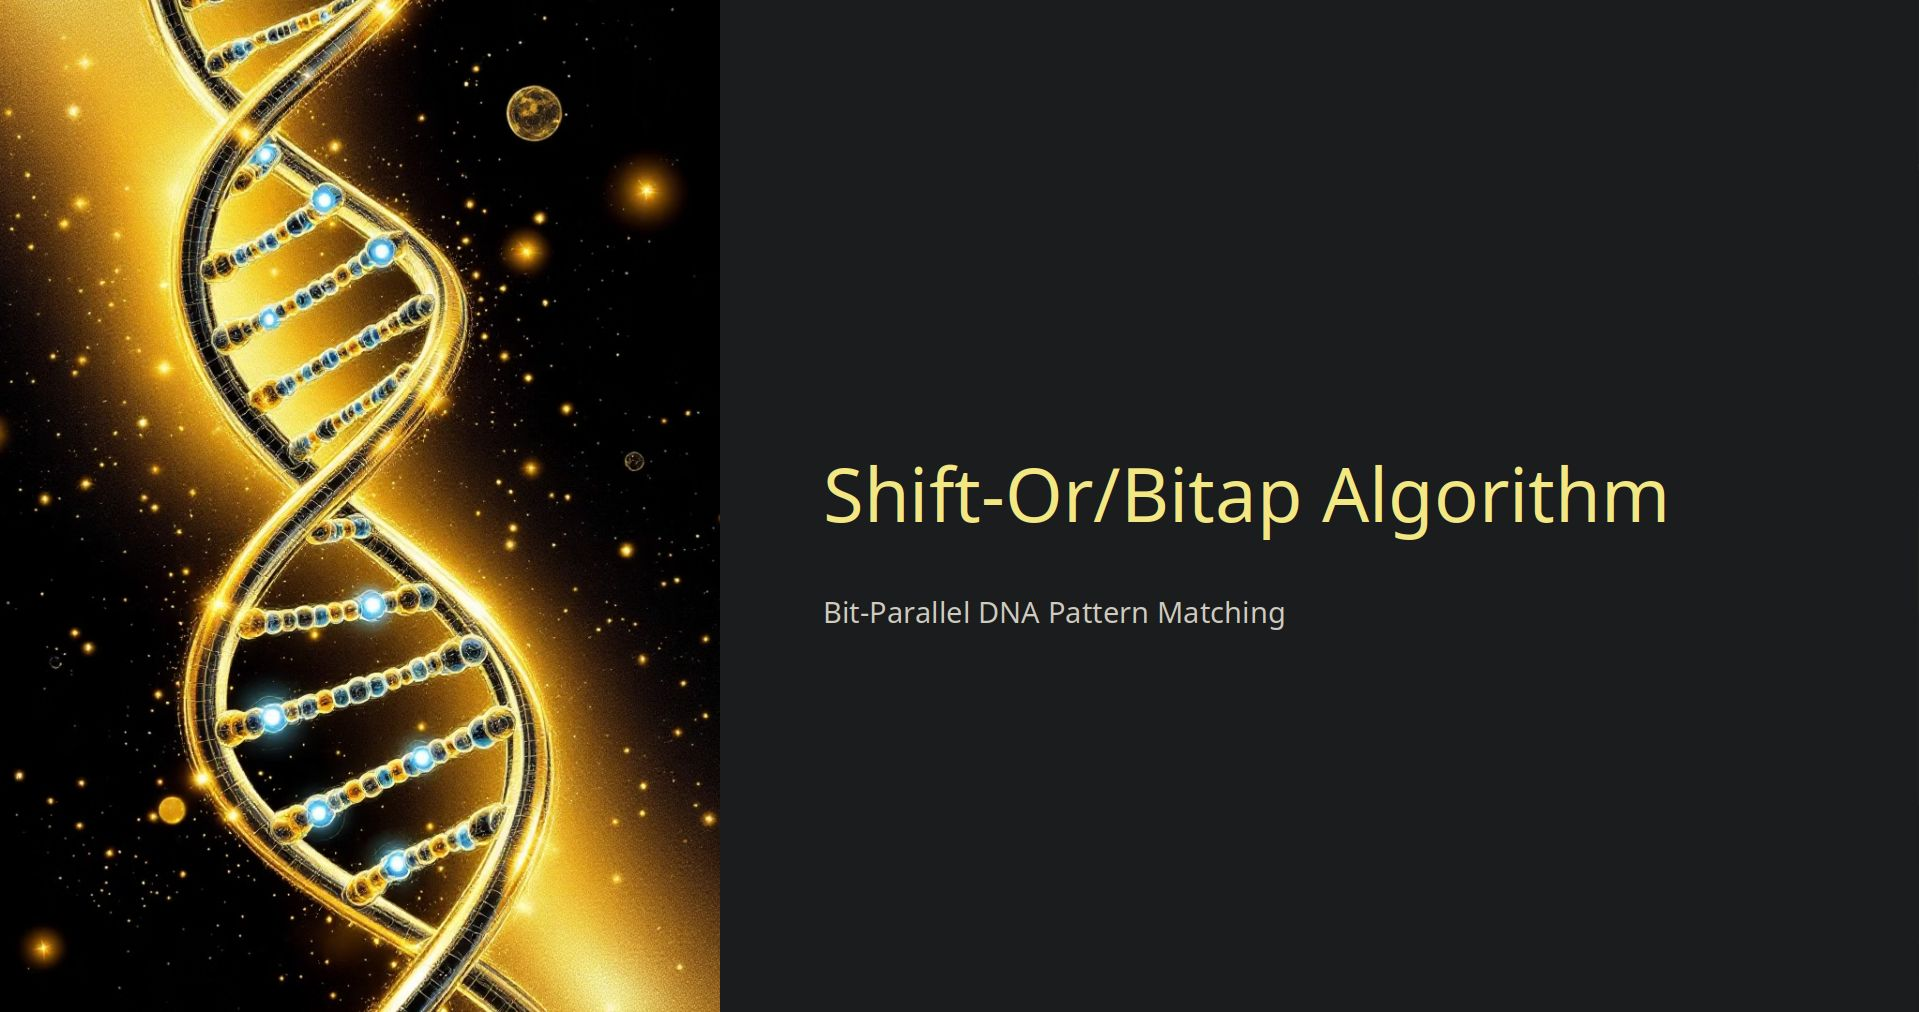 Shift-Or/Bitap Algorithm
Bit-Parallel DNA Pattern Matching